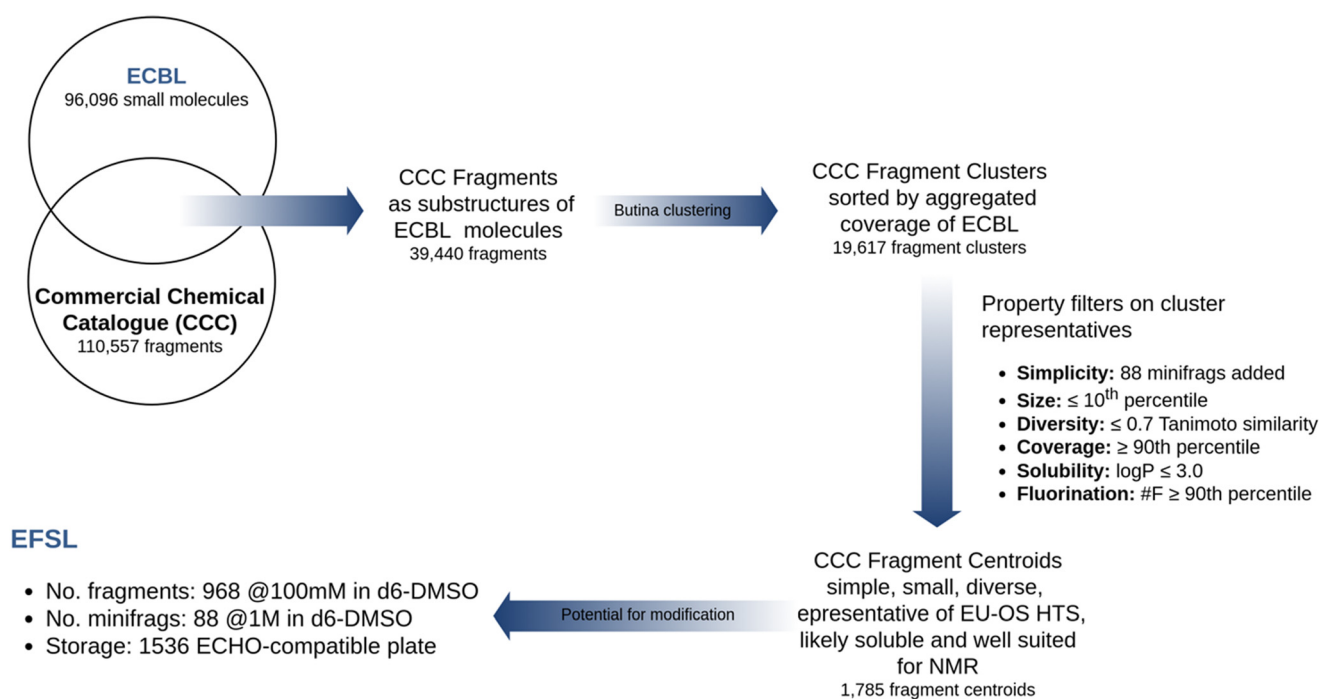 ECBL
96,096 small molecules
Commercial Chemical
Catalogue (CCC)
110,557 fragments
CCC Fragments
as substructures of
ECBL molecules
39,440 fragments
Butina clustering
CCC Fragment Clusters
sorted by aggregated
coverage of ECBL
19,617 fragment clusters
Property filters on cluster
representatives
• Simplicity: 88 minifrags added
• Size: ≤ 10th percentile
• Diversity: ≤ 0.7 Tanimoto similarity
• Coverage: ≥ 90th percentile
• Solubility: logP ≤ 3.0
• Fluorination: #F ≥ 90th percentile
CCC Fragment Centroids
simple, small, diverse,
epresentative of EU-OS HTS,
likely soluble and well suited
for NMR
1,785 fragment centroids
Potential for modification
EFSL
• No. fragments: 968 @100mM in d6-DMSO
• No. minifrags: 88 @1M in d6-DMSO
• Storage: 1536 ECHO-compatible plate